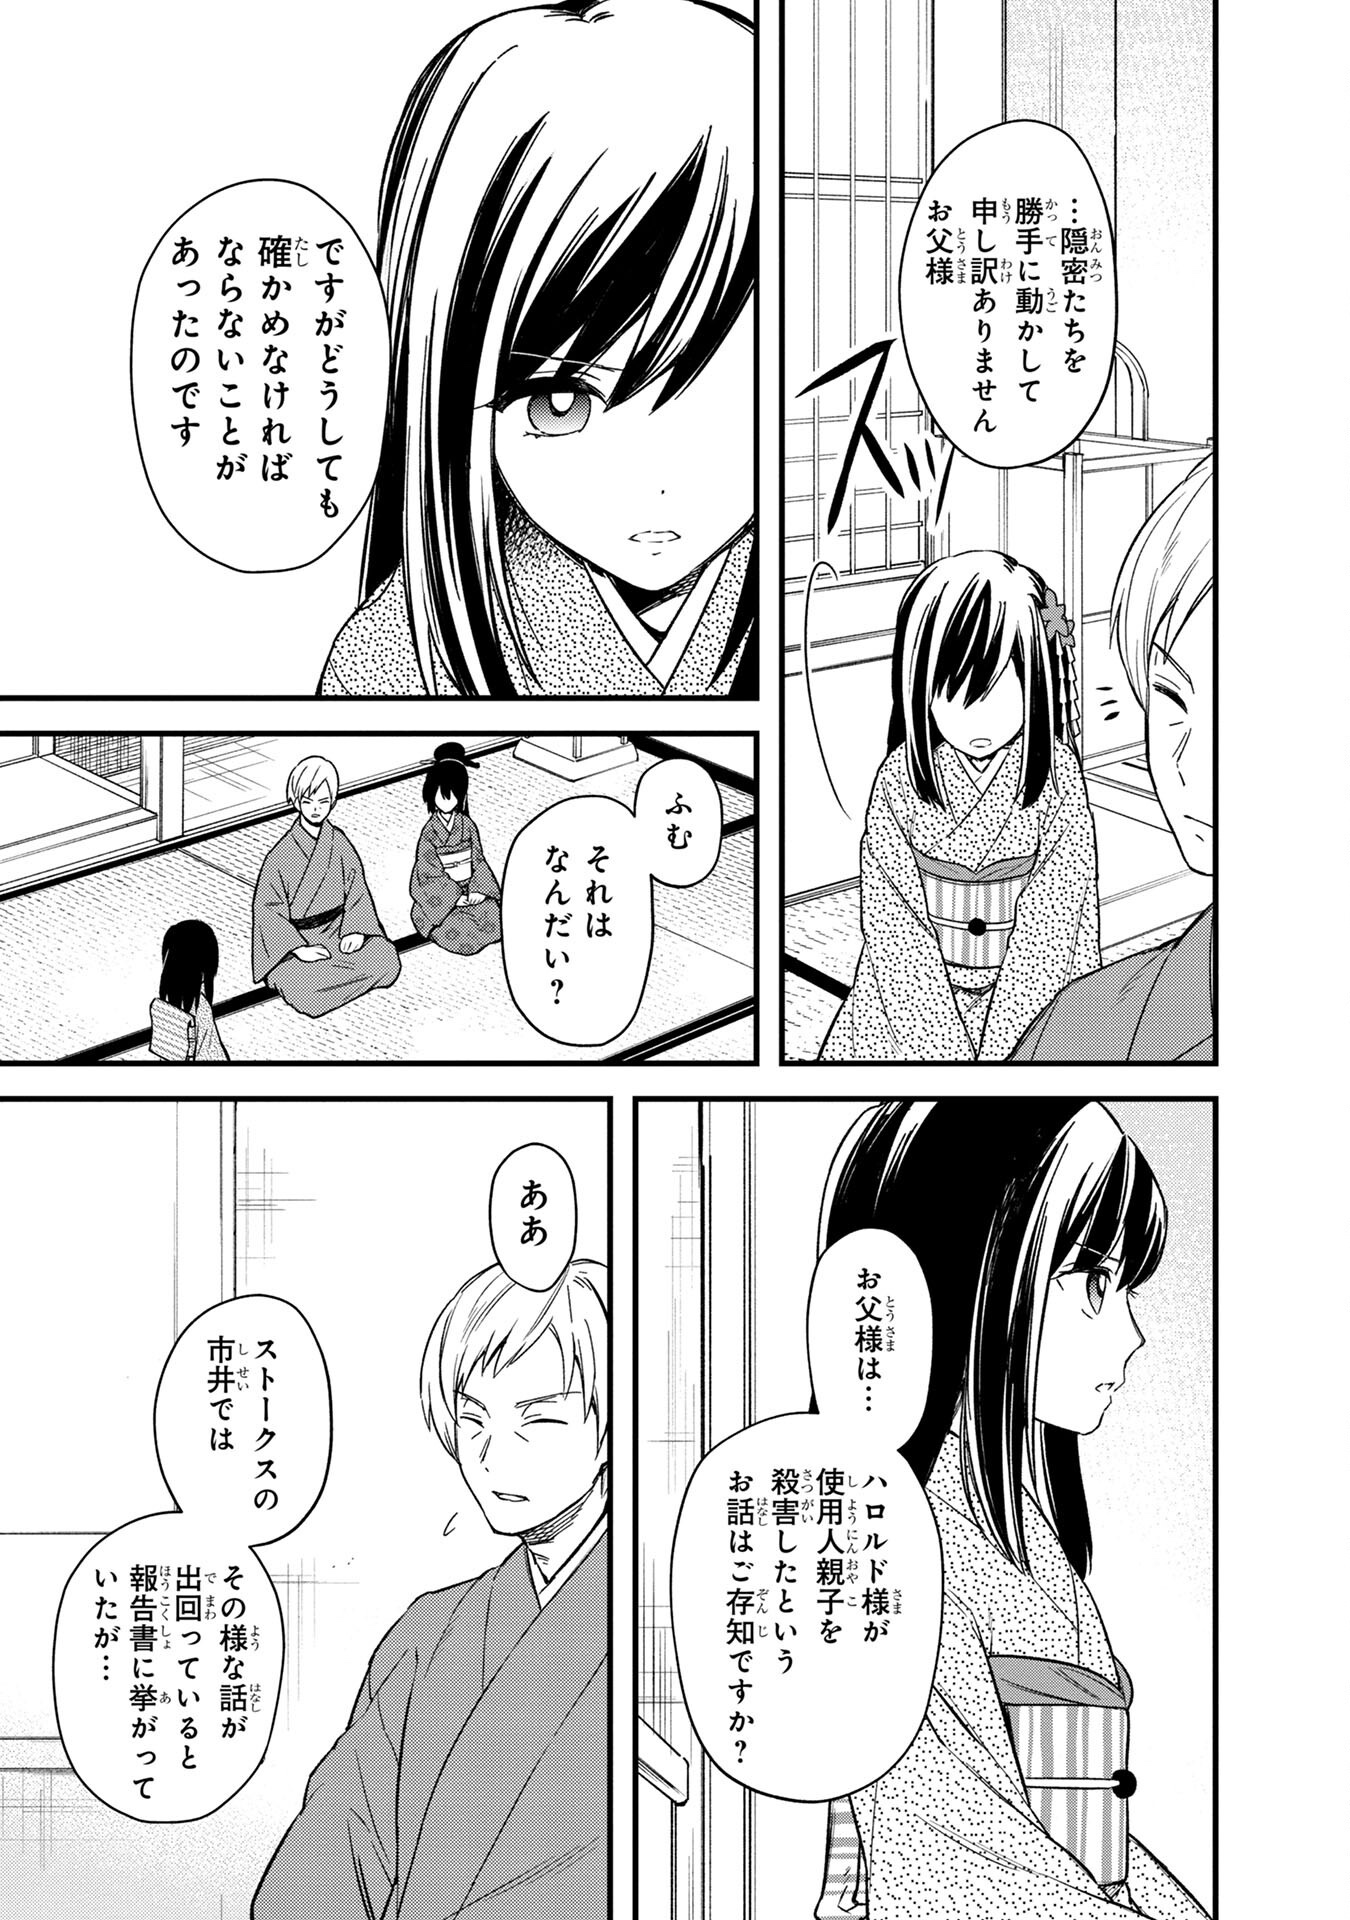 …隠密たちを
勝手に動かして
申し訳ありません
お父様
ズッ
ですがどうしても
確かめなければ
ならないことが
あったのです
ふむ
それは
なんだい？
お父様は…
ハロルド様が
使用人親子を
殺害したという
お話はご存知ですか？
ああ
ストークスの
市井では
その様な話が
出回っていると
報告書に挙がって
いたが…